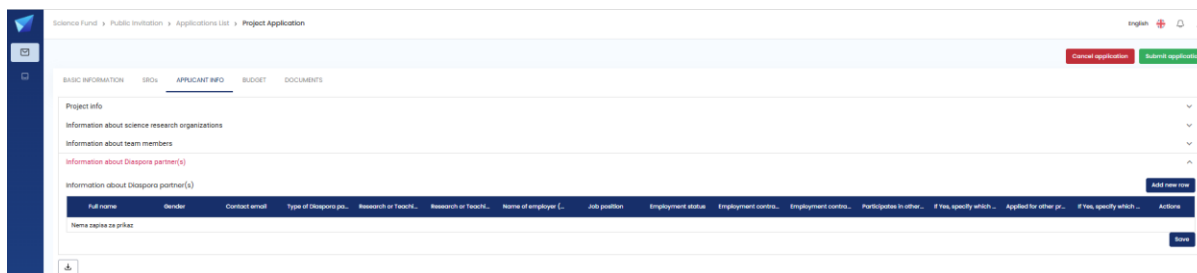 Science Fund › Public Invitation › Applications List › Project Application English
Cancel application Submit applicatio
BASIC INFORMATION SROs APPLICANT INFO BUDGET DOCUMENTS
Project info
Information about science research organizations
Information about team members
Information about Diaspora partner(s)
Information about Diaspora partner(s) Add new row
Full name Gender Contact email Type of Diaspora pa... Research or Teachi... Research or Teachi... Name of employer (... Job position Employment status Employment contra... Employment contra... Participates in other... If Yes, specify which ... Applied for other pr... If Yes, specify which ... Actions
Nema zapisa za prikaz
Save